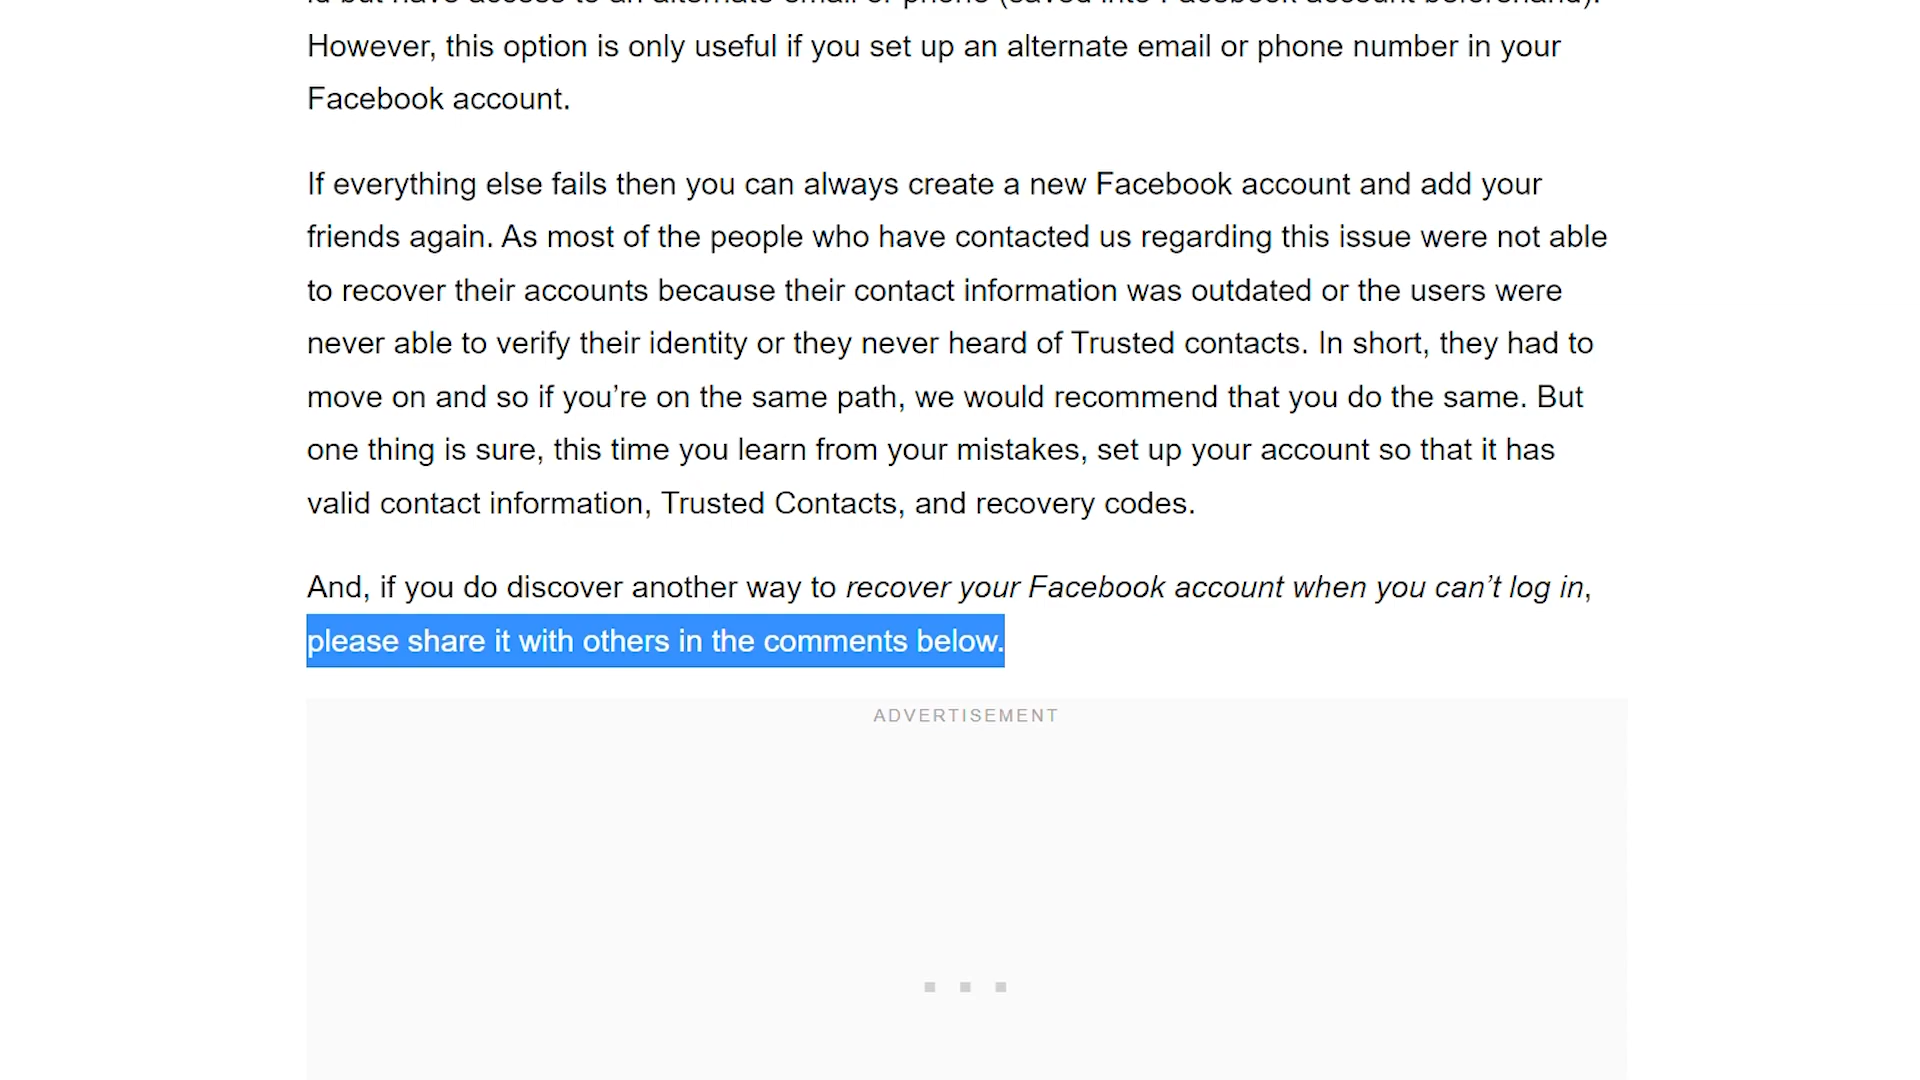 However, this option is only useful if you set up an alternate email or phone number in your
Facebook account.
If everything else fails then you can always create a new Facebook account and add your
friends again. As most of the people who have contacted us regarding this issue were not able
to recover their accounts because their contact information was outdated or the users were
never able to verify their identity or they never heard of Trusted contacts. In short, they had to
move on and so if you’re on the same path, we would recommend that you do the same. But
one thing is sure, this time you learn from your mistakes, set up your account so that it has
valid contact information, Trusted Contacts, and recovery codes.
And, if you do discover another way to recover your Facebook account when you can’t log in,
please share it with others in the comments below.
ADVERTISEMENT